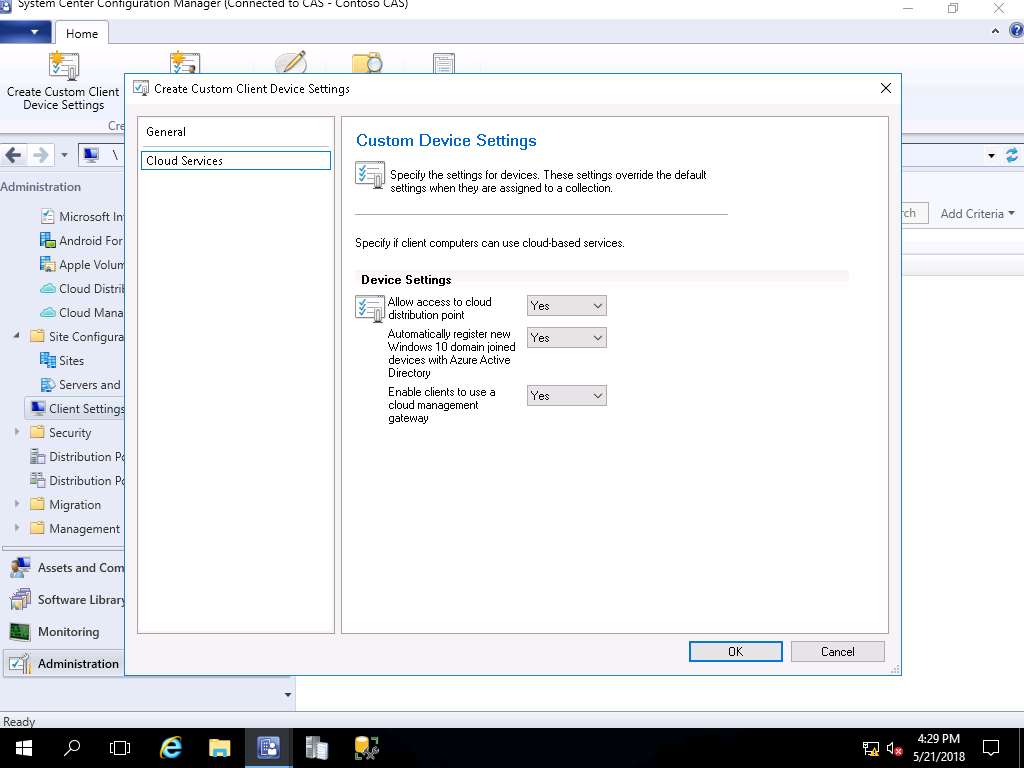 System Center Configuration Manager (Connected to CAS - Contoso CAS)
Home
Create Custom Client
Device Settings
Create Custom Client Device Settings
General
Cloud Services
Custom Device Settings
Specify the settings for devices. These settings override the default
settings when they are assigned to a collection.
Specify if client computers can use cloud-based services.
Device Settings
Allow access to cloud
distribution point
Yes
Automatically register new
Windows 10 domain joined
devices with Azure Active
Directory
Yes
Enable clients to use a
cloud management
gateway
Yes
OK
Cancel
Cre
\
rch
Add Criteria
Administration
Microsoft In
Android For
Apple Volum
Cloud Distri
Cloud Mana
Site Configura
Sites
Servers and
Client Settings
Security
Distribution Po
Distribution Po
Migration
Management
Assets and Com
Software Library
Monitoring
Administration
Ready
4:29 PM
5/21/2018